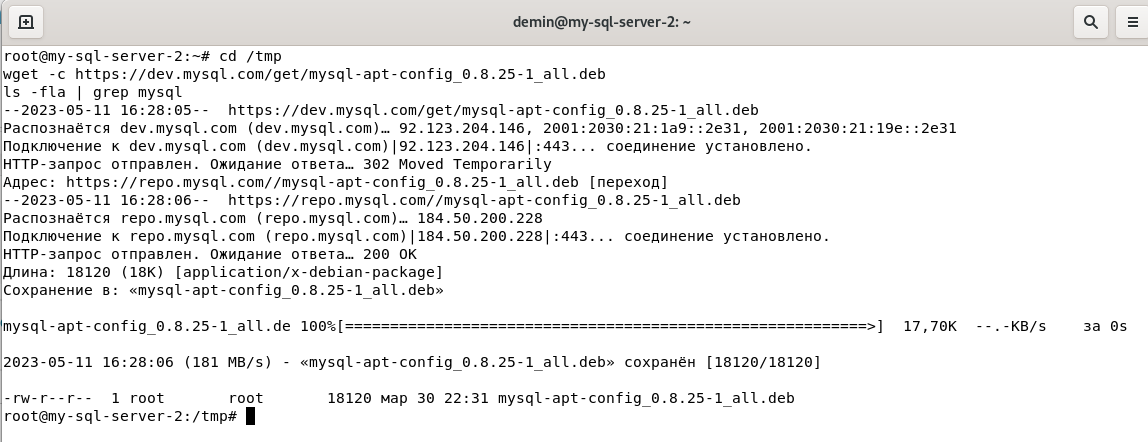 demin@my-sql-server-2: ~
root@my-sql-server-2:~# cd /tmp
wget -c https://dev.mysql.com/get/mysql-apt-config_0.8.25-1_all.deb
ls -fla | grep mysql
--2023-05-11 16:28:05--  https://dev.mysql.com/get/mysql-apt-config_0.8.25-1_all.deb
Распознаётся dev.mysql.com (dev.mysql.com)… 92.123.204.146, 2001:2030:21:1a9::2e31, 2001:2030:21:19e::2e31
Подключение к dev.mysql.com (dev.mysql.com)|92.123.204.146|:443... соединение установлено.
HTTP-запрос отправлен. Ожидание ответа… 302 Moved Temporarily
Адрес: https://repo.mysql.com//mysql-apt-config_0.8.25-1_all.deb [переход]
--2023-05-11 16:28:06--  https://repo.mysql.com//mysql-apt-config_0.8.25-1_all.deb
Распознаётся repo.mysql.com (repo.mysql.com)… 184.50.200.228
Подключение к repo.mysql.com (repo.mysql.com)|184.50.200.228|:443... соединение установлено.
HTTP-запрос отправлен. Ожидание ответа… 200 OK
Длина: 18120 (18K) [application/x-debian-package]
Сохранение в: «mysql-apt-config_0.8.25-1_all.deb»
mysql-apt-config_0.8.25-1_all.de 100%[==========================================================>]  17,70K  --.-KB/s    за 0s
2023-05-11 16:28:06 (181 MB/s) - «mysql-apt-config_0.8.25-1_all.deb» сохранён [18120/18120]
-rw-r--r--  1 root       root       18120 мар 30 22:31 mysql-apt-config_0.8.25-1_all.deb
root@my-sql-server-2:/tmp#